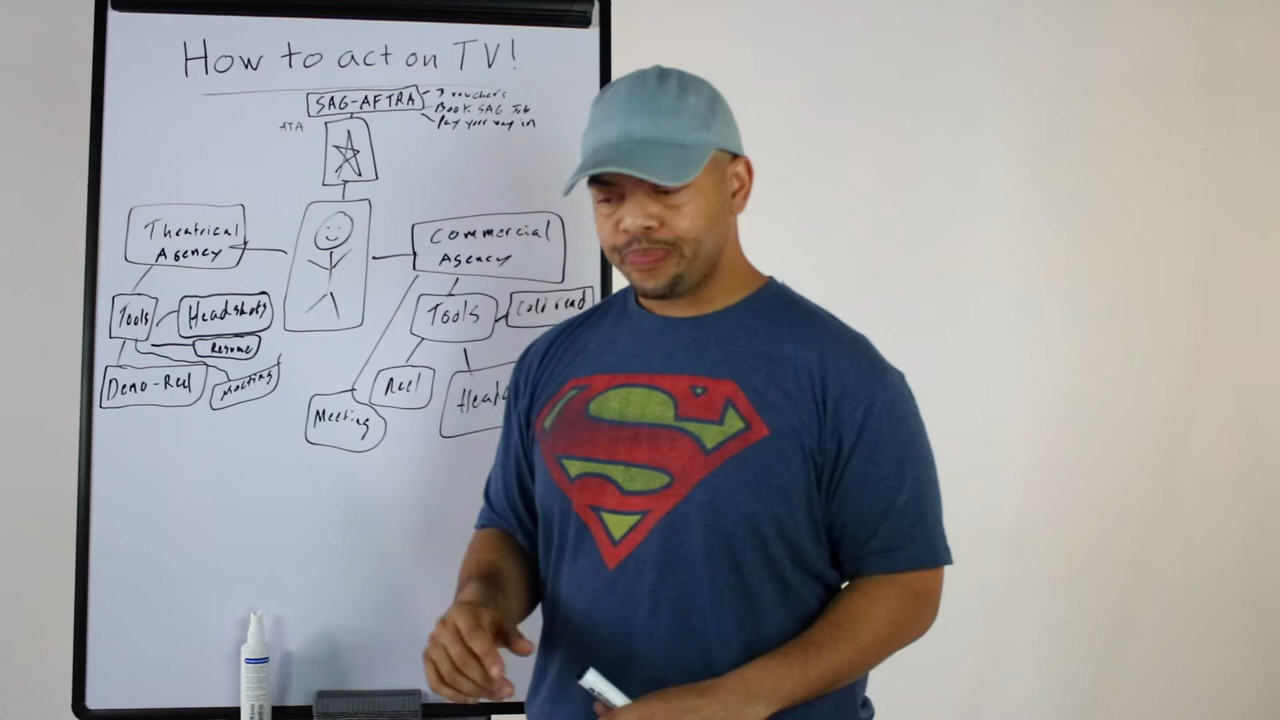 How to act on TV!
SAG-AFTRA
3 vouchers
Book SAG Job
Pay your way in
ATA
Theatrical
Agency
Commercial
Agency
Tools
Headshots
Resume
Demo-Reel
Meeting
Tools
Cold read
Reel
Meeting
Head